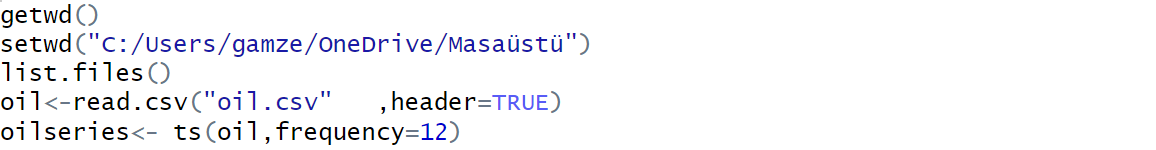 getwd()
setwd("C:/Users/gamze/OneDrive/Masaüstü")
list.files()
oil<-read.csv("oil.csv"   ,header=TRUE)
oilseries<- ts(oil,frequency=12)